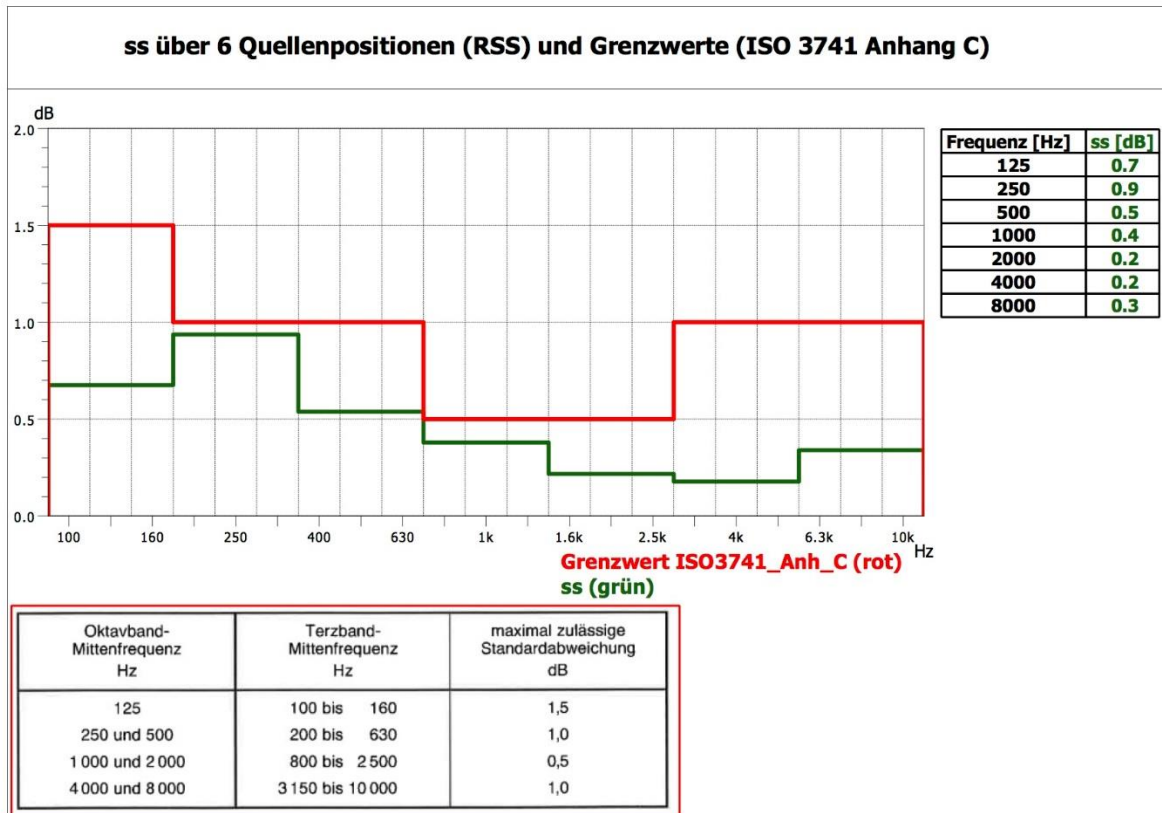 ss über 6 Quellenpositionen (RSS) und Grenzwerte (ISO 3741 Anhang C)
dB
2.0
1.5
1.0
0.5
0.0
100 160 250 400 630 1k 1.6k 2.5k 4k 6.3k 10k
Hz
Grenzwert ISO3741_Anh_C (rot)
ss (grün)
Frequenz [Hz] ss [dB]
125 0.7
250 0.9
500 0.5
1000 0.4
2000 0.2
4000 0.2
8000 0.3
Oktavband- Terzband- maximal zulässige
Mittenfrequenz Mittenfrequenz Standardabweichung
Hz Hz dB
125 100 bis 160 1,5
250 und 500 200 bis 630 1,0
1 000 und 2 000 800 bis 2 500 0,5
4 000 und 8 000 3 150 bis 10 000 1,0